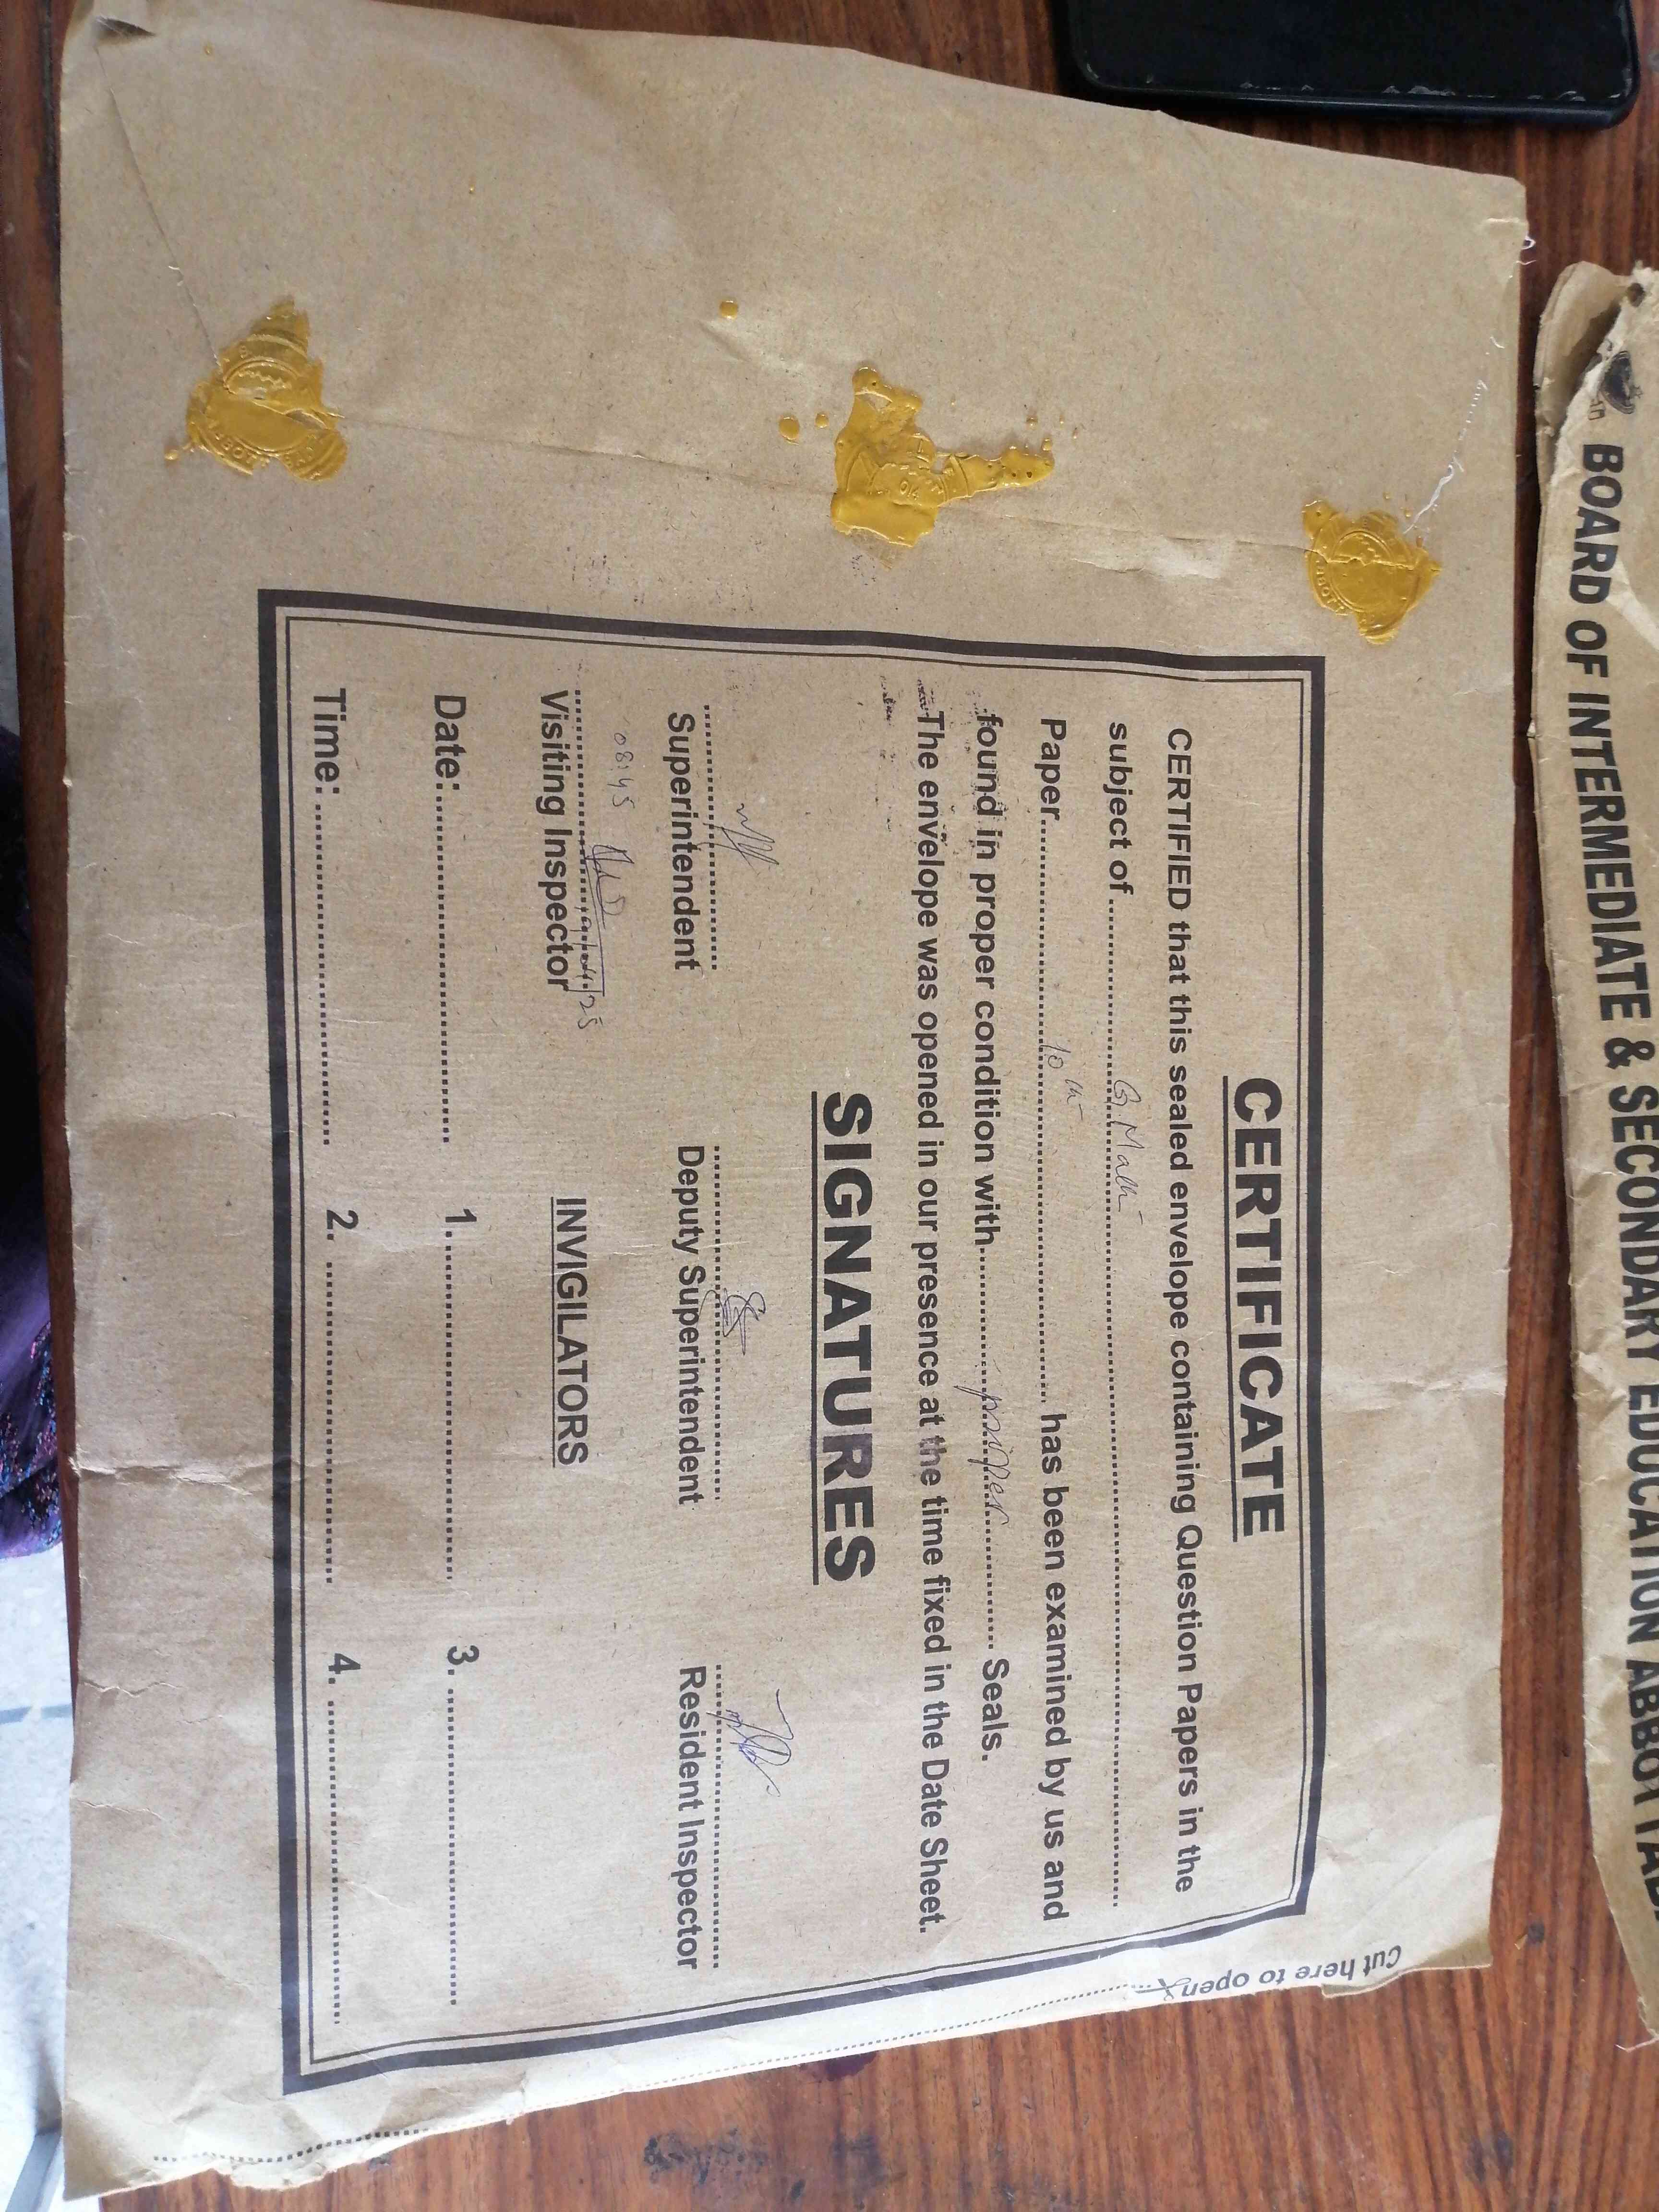 CERTIFICATE
CERTIFIED that this sealed envelope containing Question Papers in the
subject of........G. Math........
Paper........10th........ has been examined by us and
found in proper condition with........proper........ Seals.
The envelope was opened in our presence at the time fixed in the Date Sheet.
SIGNATURES
Superintendent Deputy Superintendent Resident Inspector
08:45
Visiting Inspector INVIGILATORS
Date:........ 1......... 3. ........
Time: ........ 2. ........ 4. ........
Cut here to open
BOARD OF INTERMEDIATE & SECONDARY EDUCATION